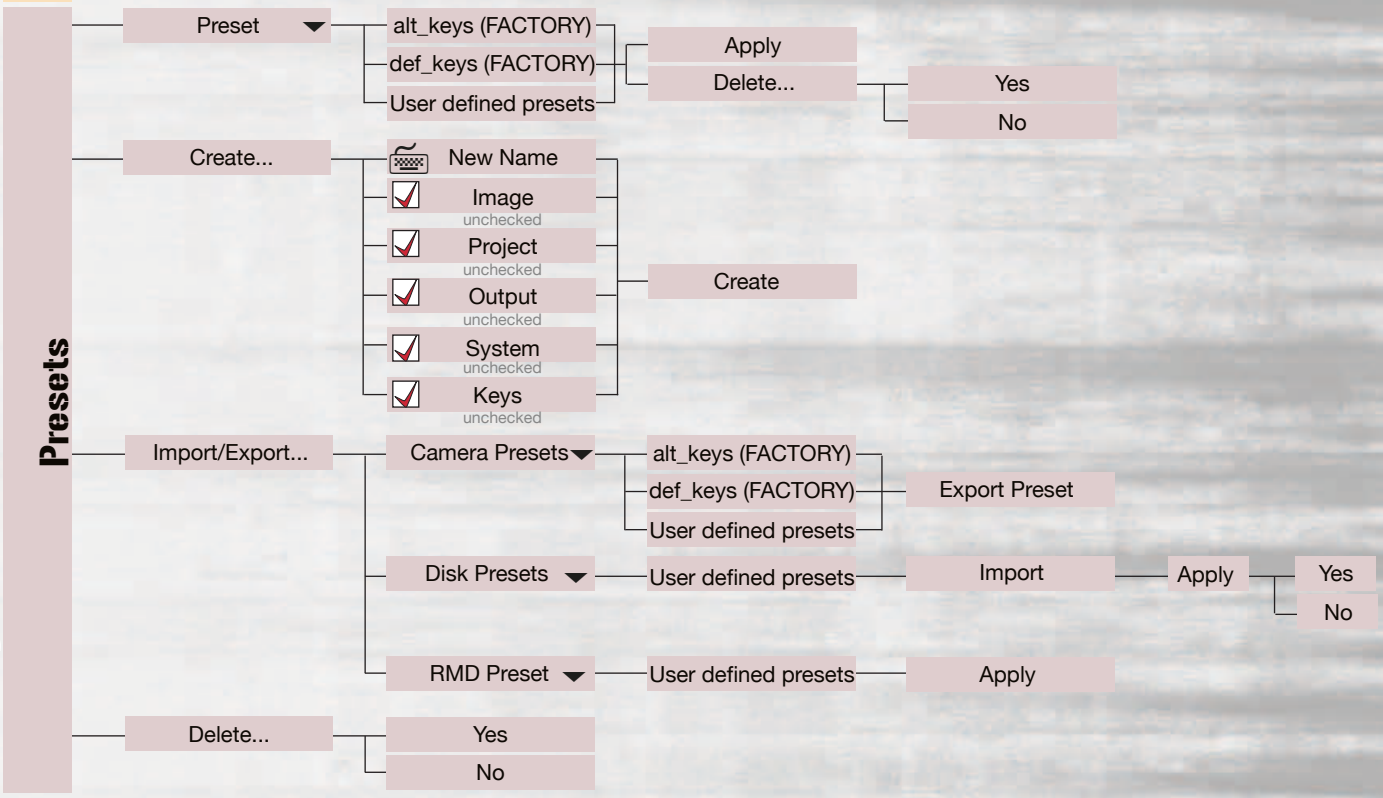 Presets
Preset
alt_keys (FACTORY)
def_keys (FACTORY)
User defined presets
Apply
Delete...
Yes
No
Create...
New Name
Image
unchecked
Project
unchecked
Output
unchecked
System
unchecked
Keys
unchecked
Create
Import/Export...
Camera Presets
alt_keys (FACTORY)
def_keys (FACTORY)
User defined presets
Export Preset
Disk Presets
User defined presets
Import
Apply
Yes
No
RMD Preset
User defined presets
Apply
Delete...
Yes
No